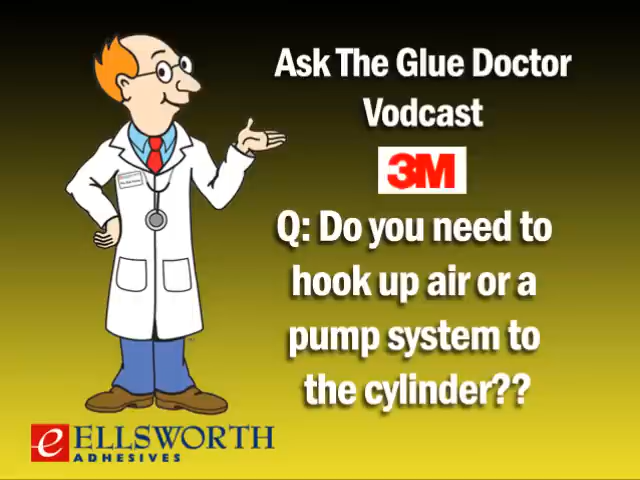 Ask The Glue Doctor
Vodcast
3M
Q: Do you need to
hook up air or a
pump system to
the cylinder??
e ELLSWORTH
ADHESIVES